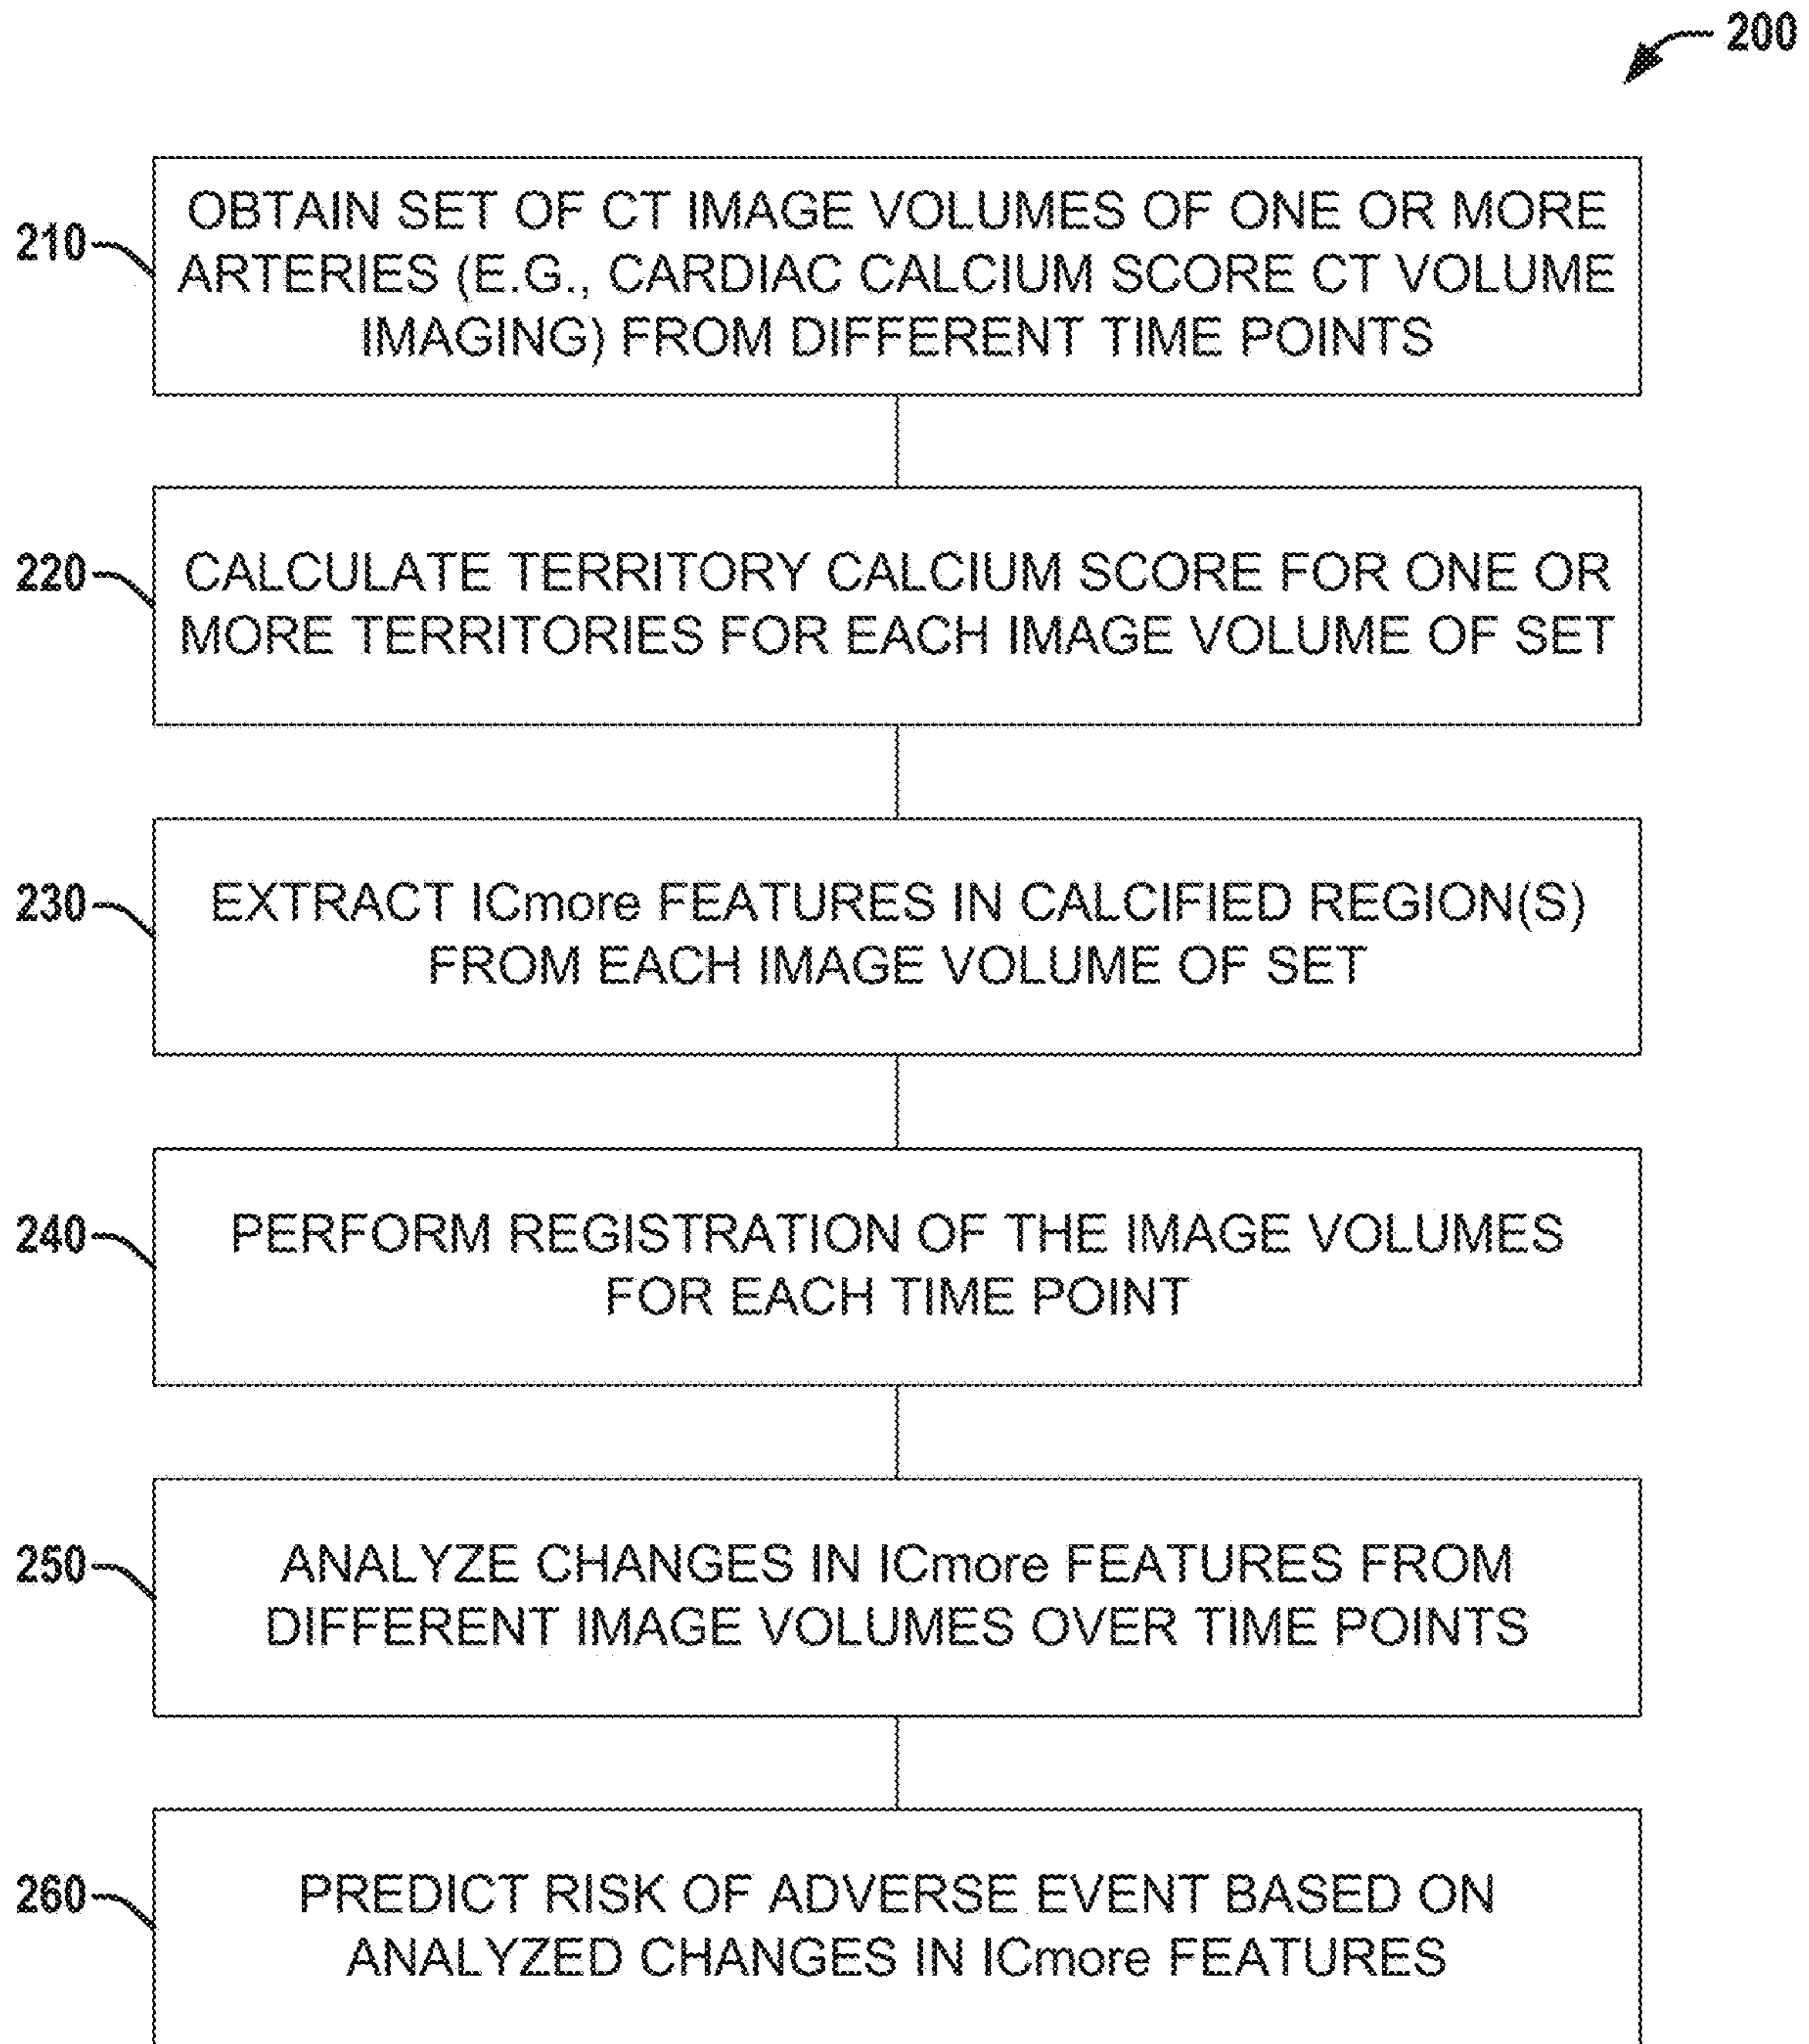 200
210
OBTAIN SET OF CT IMAGE VOLUMES OF ONE OR MORE
ARTERIES (E.G., CARDIAC CALCIUM SCORE CT VOLUME
IMAGING) FROM DIFFERENT TIME POINTS
220
CALCULATE TERRITORY CALCIUM SCORE FOR ONE OR
MORE TERRITORIES FOR EACH IMAGE VOLUME OF SET
230
EXTRACT ICmore FEATURES IN CALCIFIED REGION(S)
FROM EACH IMAGE VOLUME OF SET
240
PERFORM REGISTRATION OF THE IMAGE VOLUMES
FOR EACH TIME POINT
250
ANALYZE CHANGES IN ICmore FEATURES FROM
DIFFERENT IMAGE VOLUMES OVER TIME POINTS
260
PREDICT RISK OF ADVERSE EVENT BASED ON
ANALYZED CHANGES IN ICmore FEATURES